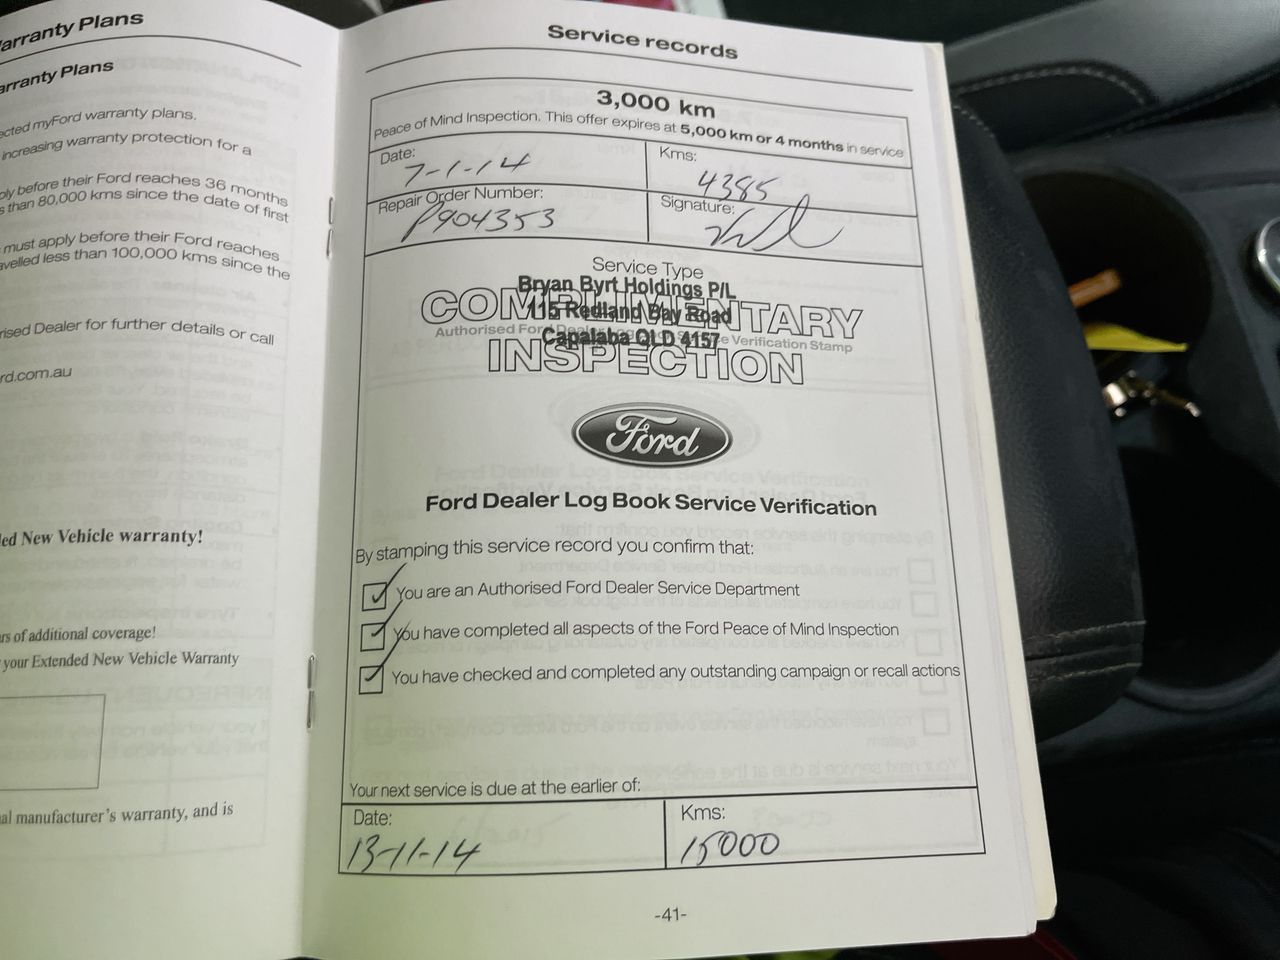 Warranty Plans
Warranty Plans
ected myFord warranty plans.
increasing warranty protection for a
ply before their Ford reaches 36 months
s than 80,000 kms since the date of first
must apply before their Ford reaches
avelled less than 100,000 kms since the
rised Dealer for further details or call
rd.com.au
ded New Vehicle warranty!
rs of additional coverage!
your Extended New Vehicle Warranty
al manufacturer's warranty, and is
Service records
3,000 km
Peace of Mind Inspection. This offer expires at 5,000 km or 4 months in service
Date: 7-1-14
Kms: 4385
Repair Order Number: P904353
Signature:
Service Type
Bryan Byrt Holdings P/L
COMPLIMENTARY
115 Redland Bay Road
Authorised Ford Dealer Log Book Service Verification Stamp
Capalaba QLD 4157
INSPECTION
Ford
Ford Dealer Log Book Service Verification
By stamping this service record you confirm that:
You are an Authorised Ford Dealer Service Department
You have completed all aspects of the Ford Peace of Mind Inspection
You have checked and completed any outstanding campaign or recall actions
Your next service is due at the earlier of:
Date: 13-11-14
Kms: 15000
-41-